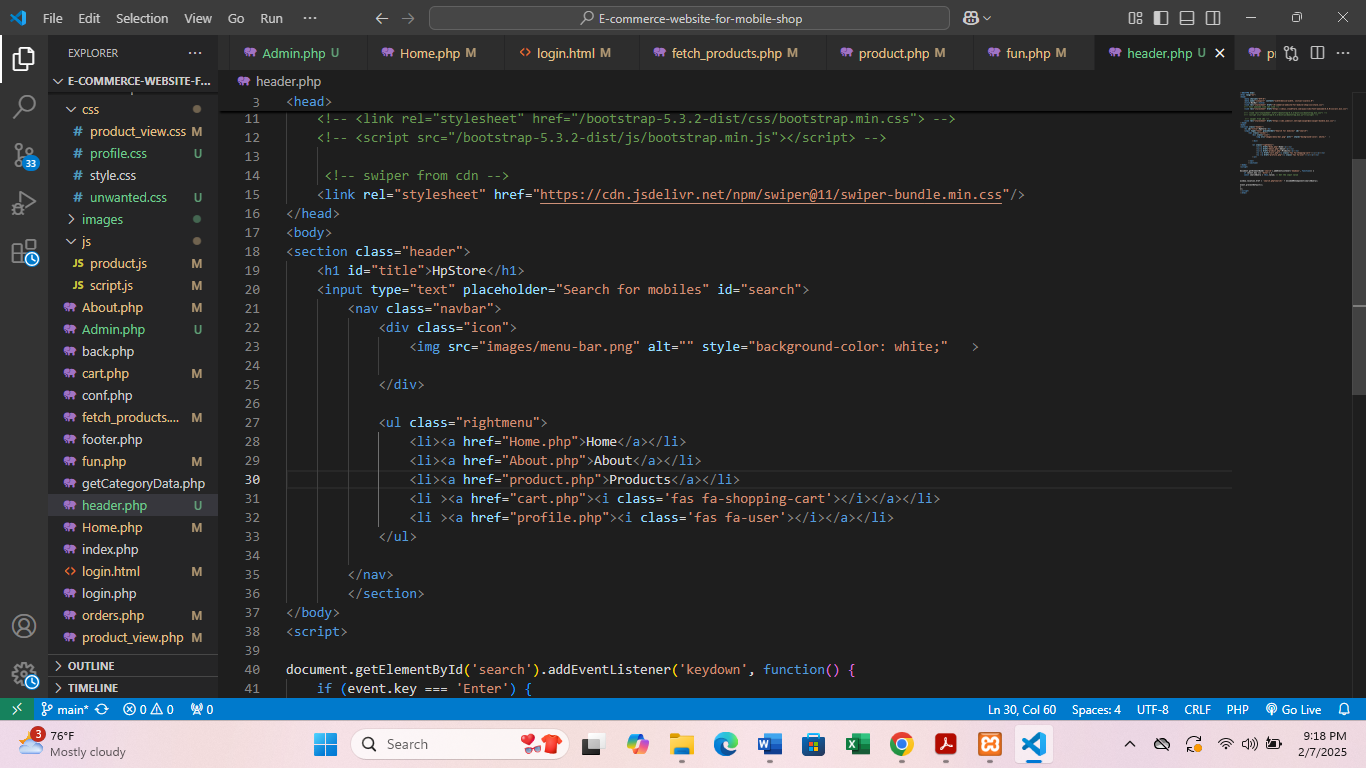 File Edit Selection View Go Run ···
E-commerce-website-for-mobile-shop
EXPLORER ···
Admin.php U
Home.php M
login.html M
fetch_products.php M
product.php M
fun.php M
header.php U
E-COMMERCE-WEBSITE-F...
css
product_view.css M
profile.css U
style.css
unwanted.css U
images
js
JS product.js M
JS script.js M
About.php M
Admin.php U
back.php
cart.php M
conf.php
fetch_products.... M
footer.php
fun.php M
getCategoryData.php
header.php U
Home.php M
index.php
login.html M
login.php
orders.php M
product_view.php M
OUTLINE
TIMELINE
33
header.php
3 <head>
11 <!-- <link rel="stylesheet" href="/bootstrap-5.3.2-dist/css/bootstrap.min.css"> -->
12 <!-- <script src="/bootstrap-5.3.2-dist/js/bootstrap.min.js"></script> -->
13
14 <!-- swiper from cdn -->
15 <link rel="stylesheet" href="https://cdn.jsdelivr.net/npm/swiper@11/swiper-bundle.min.css"/>
16 </head>
17 <body>
18 <section class="header">
19 <h1 id="title">HpStore</h1>
20 <input type="text" placeholder="Search for mobiles" id="search">
21 <nav class="navbar">
22 <div class="icon">
23 <img src="images/menu-bar.png" alt="" style="background-color: white;"   >
24
25 </div>
26
27 <ul class="rightmenu">
28 <li><a href="Home.php">Home</a></li>
29 <li><a href="About.php">About</a></li>
30 <li><a href="product.php">Products</a></li>
31 <li ><a href="cart.php"><i class='fas fa-shopping-cart'></i></a></li>
32 <li ><a href="profile.php"><i class='fas fa-user'></i></a></li>
33 </ul>
34
35 </nav>
36 </section>
37 </body>
38 <script>
39
40 document.getElementById('search').addEventListener('keydown', function() {
41 if (event.key === 'Enter') {
main* 0 0 0
Ln 30, Col 60 Spaces: 4 UTF-8 CRLF PHP Go Live
3
76°F
Mostly cloudy
Search
9:18 PM
2/7/2025